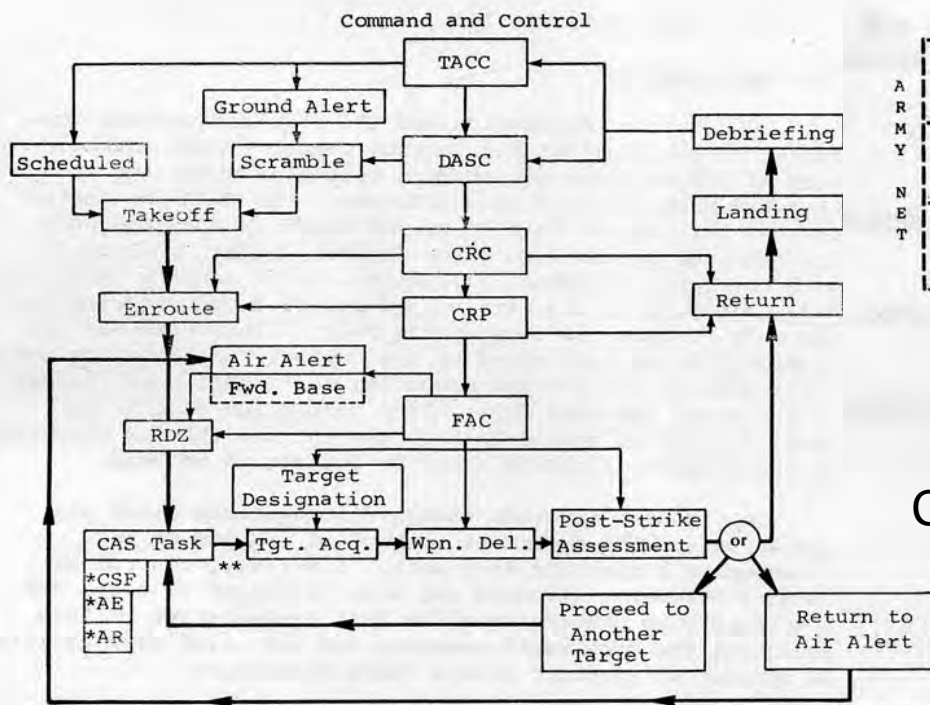 Command and Control
TACC
Ground Alert
Debriefing
Scheduled
Scramble
DASC
Takeoff
Landing
CRC
Enroute
CRP
Return
Air Alert
Fwd. Base
FAC
RDZ
Target
Designation
Post-Strike
Assessment
CAS Task
**
Tgt. Acq.
Wpn. Del.
or
*CSF
*AE
*AR
Proceed to
Another
Target
Return to
Air Alert
A
R
M
Y
N
E
T